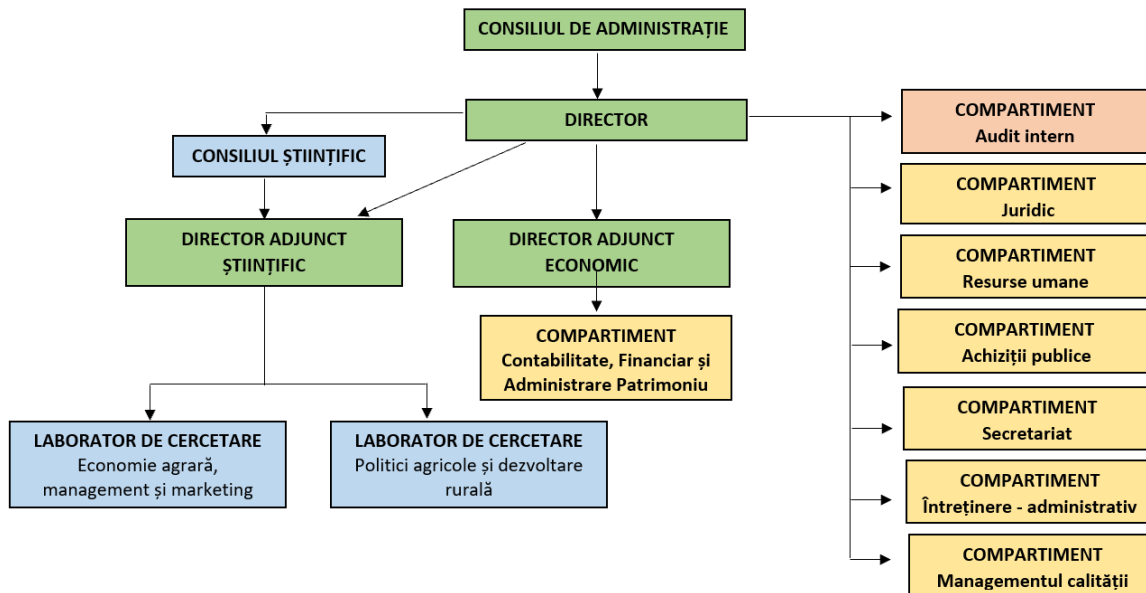 CONSILIUL DE ADMINISTRAȚIE
DIRECTOR
CONSILIUL ȘTIINȚIFIC
DIRECTOR ADJUNCT
ȘTIINȚIFIC
DIRECTOR ADJUNCT
ECONOMIC
COMPARTIMENT
Contabilitate, Financiar și
Administrare Patrimoniu
LABORATOR DE CERCETARE
Economie agrară,
management și marketing
LABORATOR DE CERCETARE
Politici agricole și dezvoltare
rurală
COMPARTIMENT
Audit intern
COMPARTIMENT
Juridic
COMPARTIMENT
Resurse umane
COMPARTIMENT
Achiziții publice
COMPARTIMENT
Secretariat
COMPARTIMENT
Întreținere - administrativ
COMPARTIMENT
Managementul calității